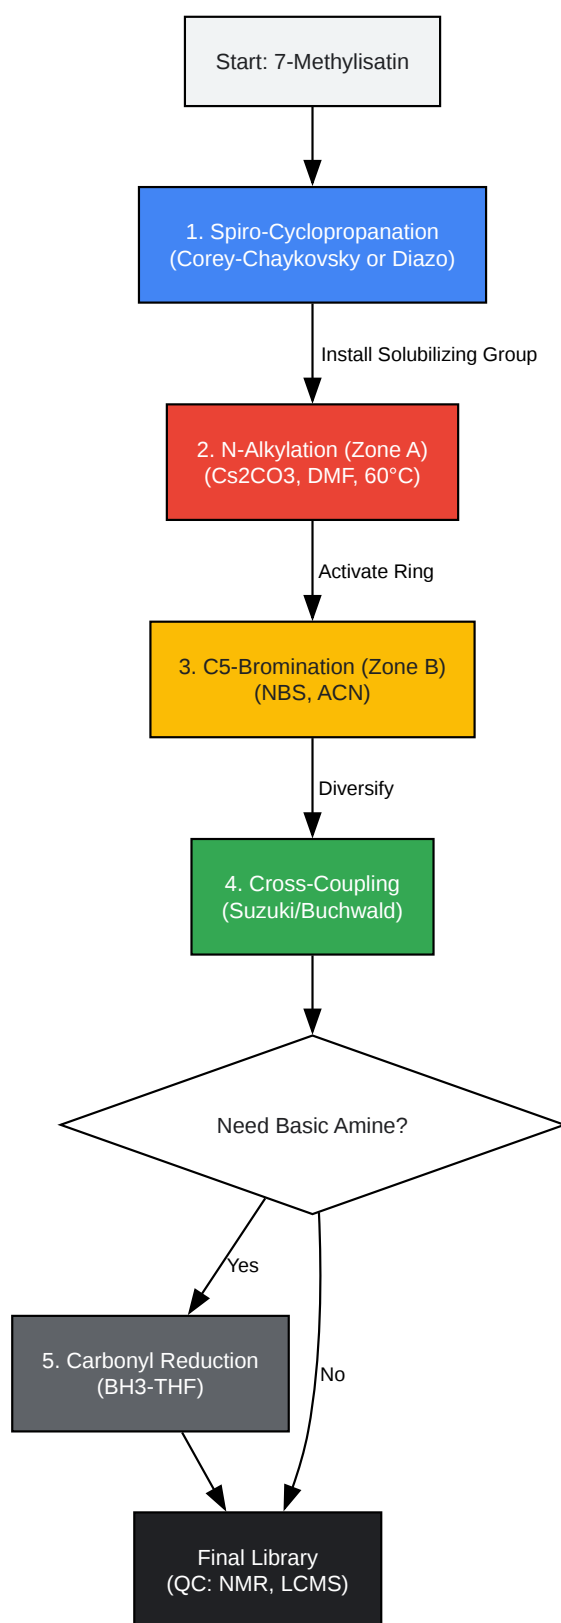 Start: 7-Methylisatin
1. Spiro-Cyclopropanation
(Corey-Chaykovsky or Diazo)
Install Solubilizing Group
2. N-Alkylation (Zone A)
(Cs2CO3, DMF, 60°C)
Activate Ring
3. C5-Bromination (Zone B)
(NBS, ACN)
Diversify
4. Cross-Coupling
(Suzuki/Buchwald)
Need Basic Amine?
Yes
5. Carbonyl Reduction
(BH3-THF)
No
Final Library
(QC: NMR, LCMS)